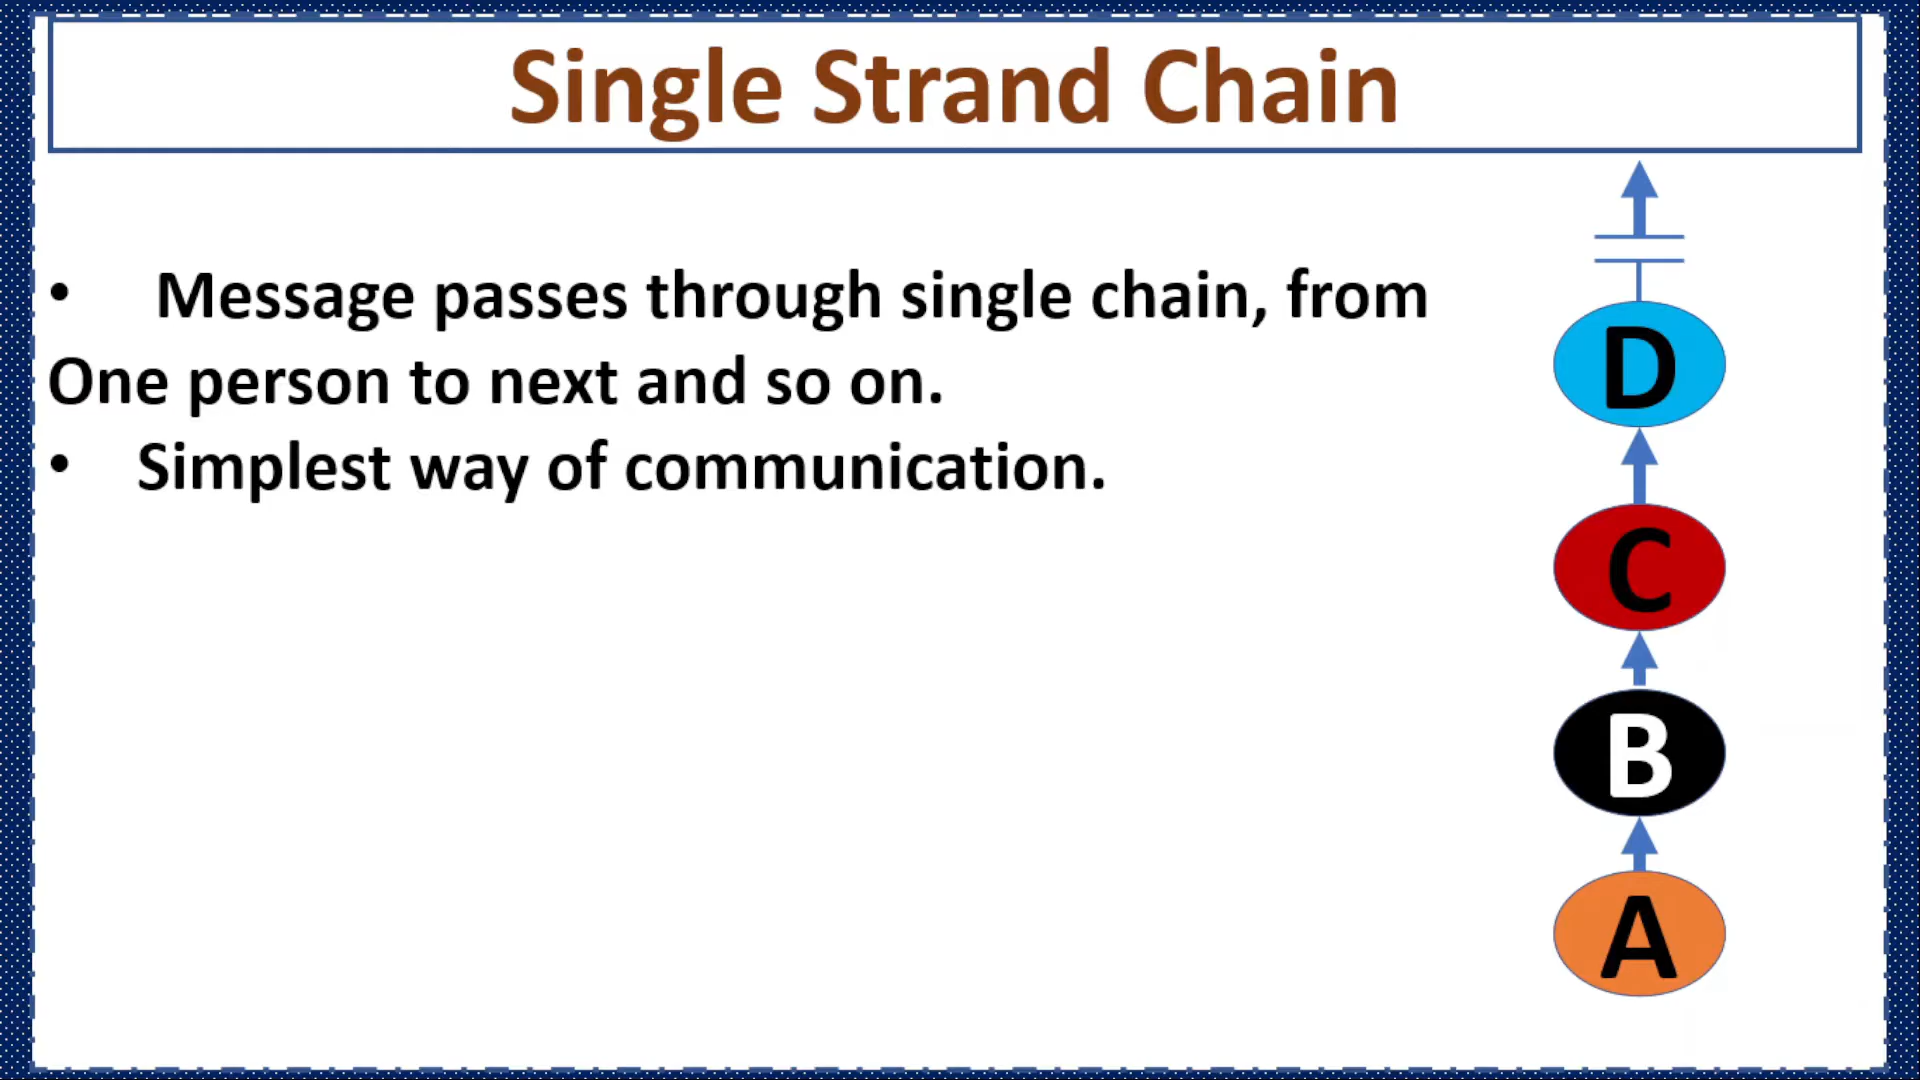 Single Strand Chain
• Message passes through single chain, from
One person to next and so on.
• Simplest way of communication.
D
C
B
A